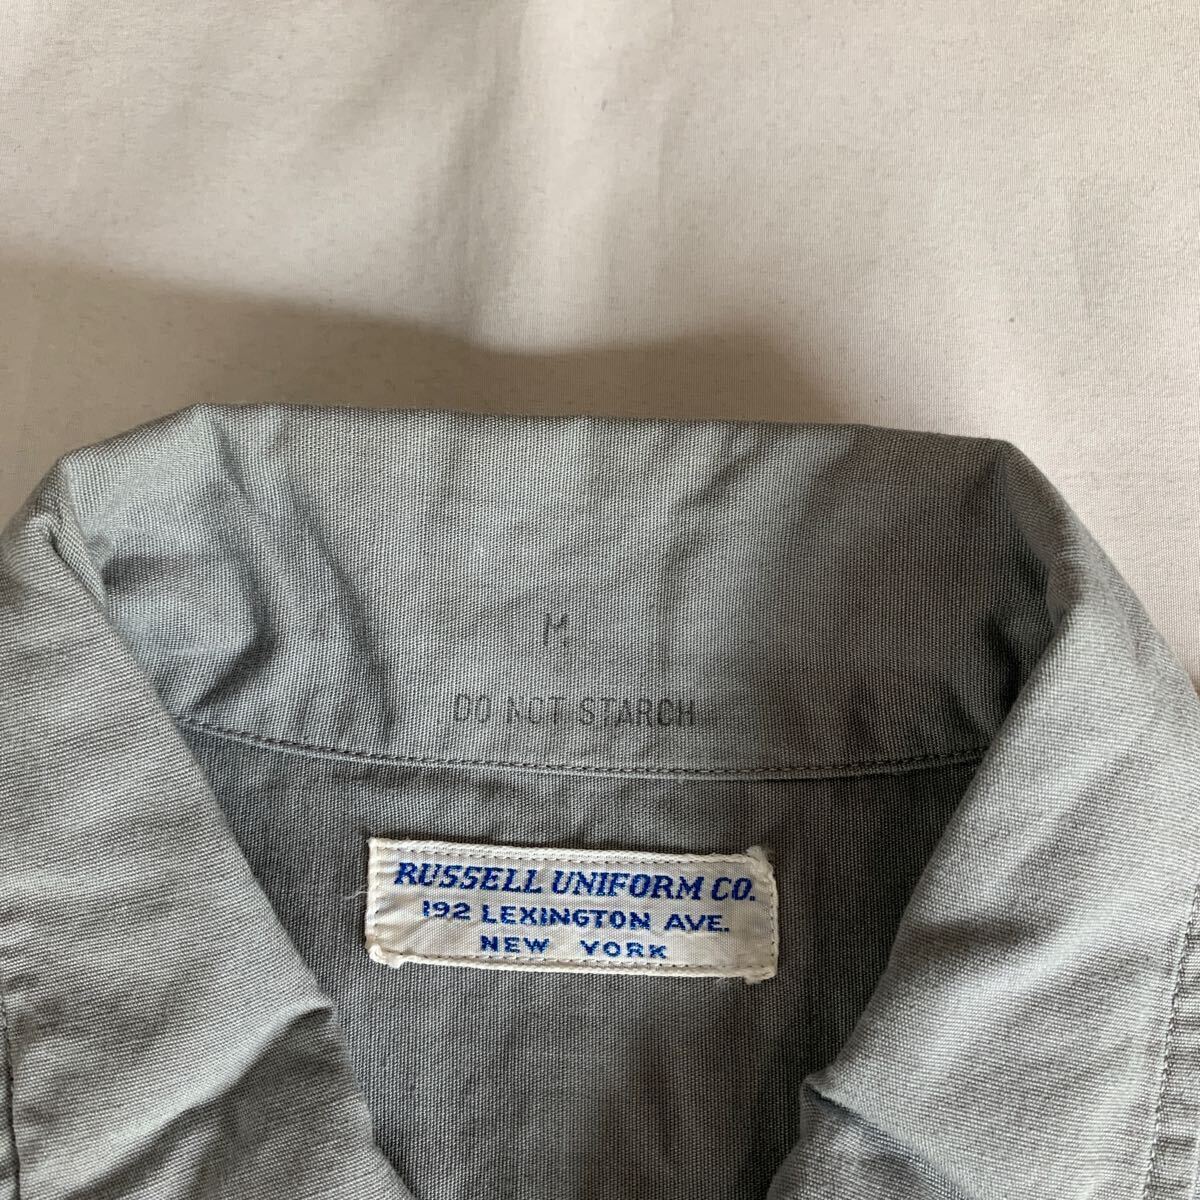 M
DO NOT STARCH
RUSSELL UNIFORM CO.
192 LEXINGTON AVE.
NEW YORK